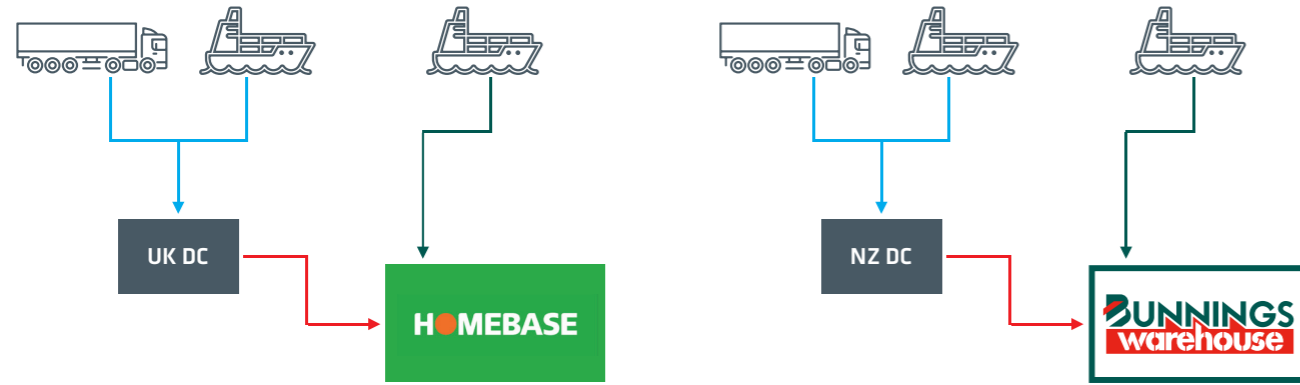 UK DC
HOMEBASE
NZ DC
BUNNINGS
warehouse